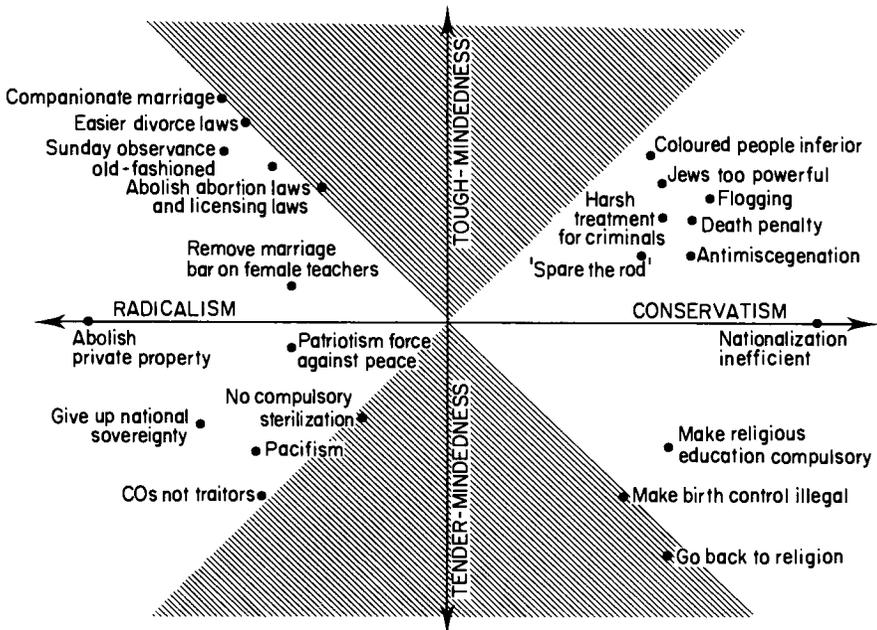 TOUGH-MINDEDNESS
Companionate marriage
Easier divorce laws
Sunday observance
old-fashioned
Abolish abortion laws
and licensing laws
Remove marriage
bar on female teachers
Coloured people inferior
Jews too powerful
Flogging
Harsh
treatment
for criminals
Death penalty
'Spare the rod'
Antimiscegenation
RADICALISM
CONSERVATISM
Abolish
private property
Patriotism force
against peace
Nationalization
inefficient
No compulsory
sterilization
Give up national
sovereignty
Pacifism
COs not traitors
TENDER-MINDEDNESS
Make religious
education compulsory
Make birth control illegal
Go back to religion